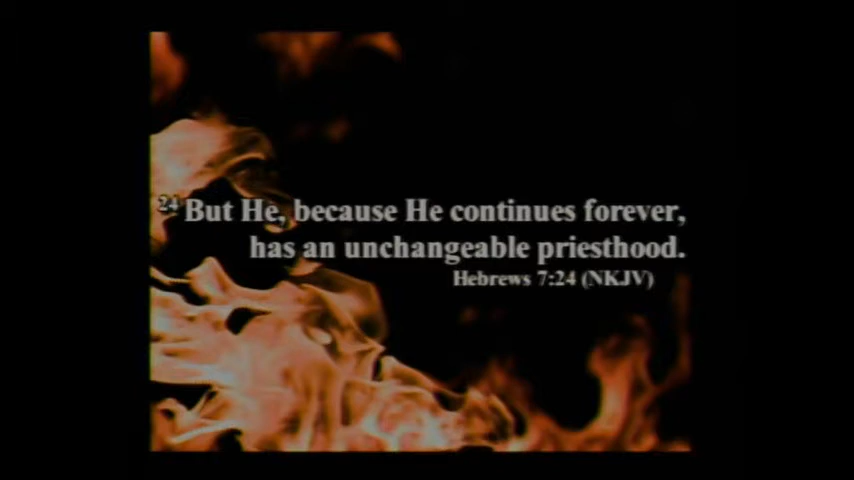 24 But He, because He continues forever,
has an unchangeable priesthood.
Hebrews 7:24 (NKJV)